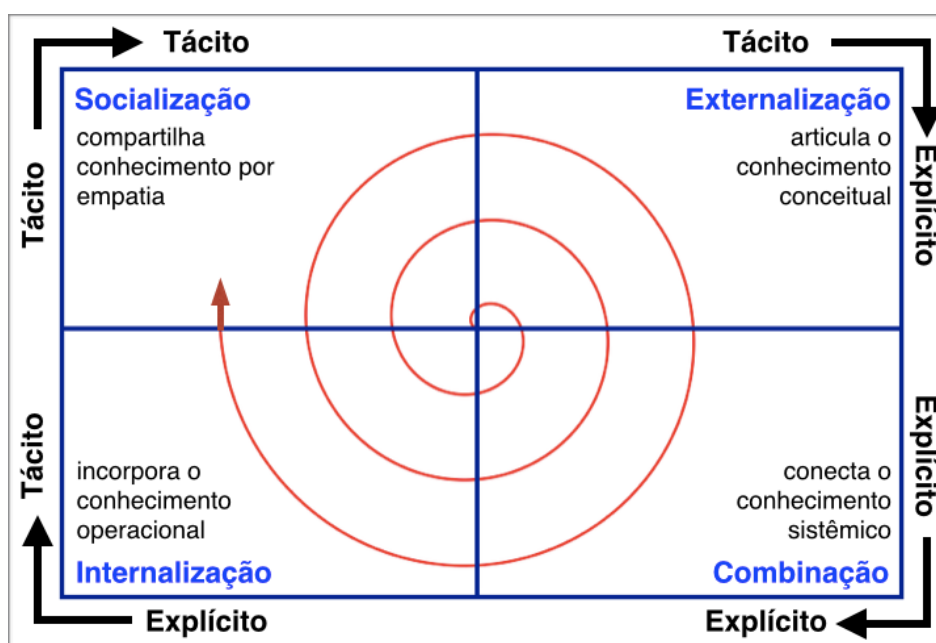 Tácito
Tácito
Tácito
Socialização
compartilha
conhecimento por
empatia
Externalização
articula o
conhecimento
conceitual
Explícito
Tácito
incorpora o
conhecimento
operacional
Internalização
Explícito
conecta o
conhecimento
sistêmico
Combinação
Explícito
Explícito